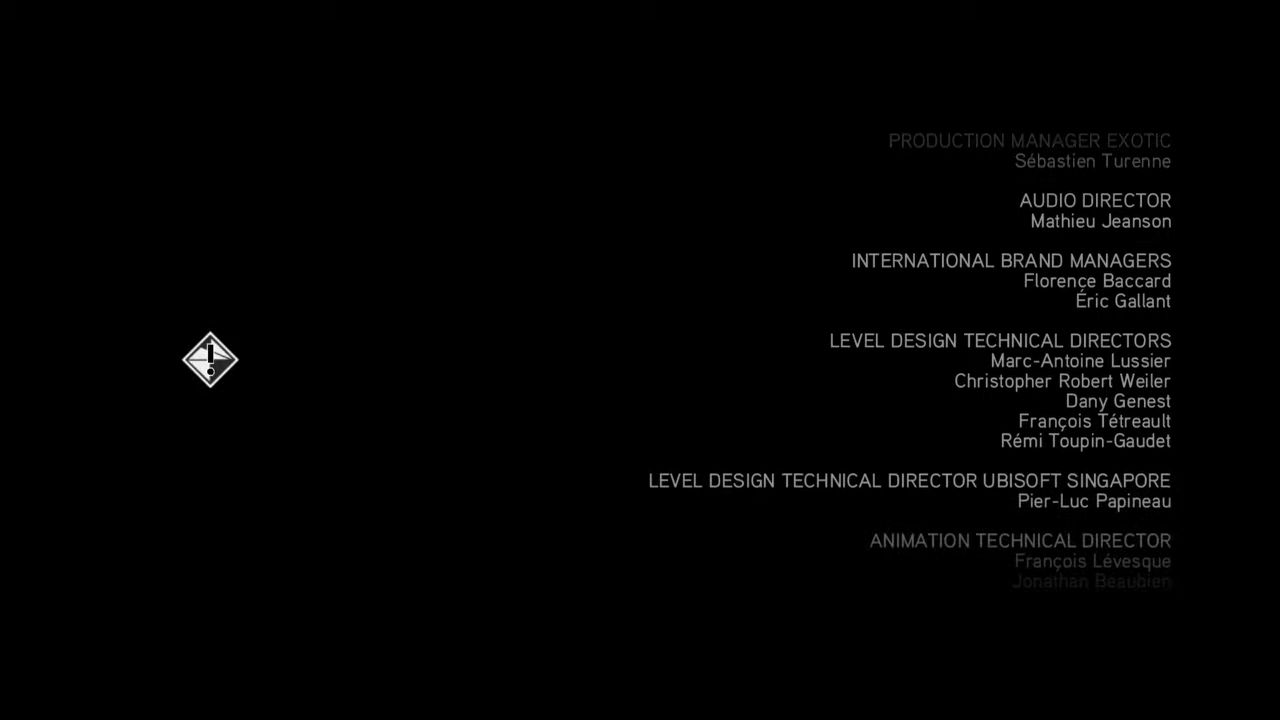 PRODUCTION MANAGER EXOTIC
Sébastien Turenne
AUDIO DIRECTOR
Mathieu Jeanson
INTERNATIONAL BRAND MANAGERS
Florence Baccard
Éric Gallant
LEVEL DESIGN TECHNICAL DIRECTORS
Marc-Antoine Lussier
Christopher Robert Weiler
Dany Genest
François Tétreault
Rémi Toupin-Gaudet
LEVEL DESIGN TECHNICAL DIRECTOR UBISOFT SINGAPORE
Pier-Luc Papineau
ANIMATION TECHNICAL DIRECTOR
François Lévesque
Jonathan Beaubien